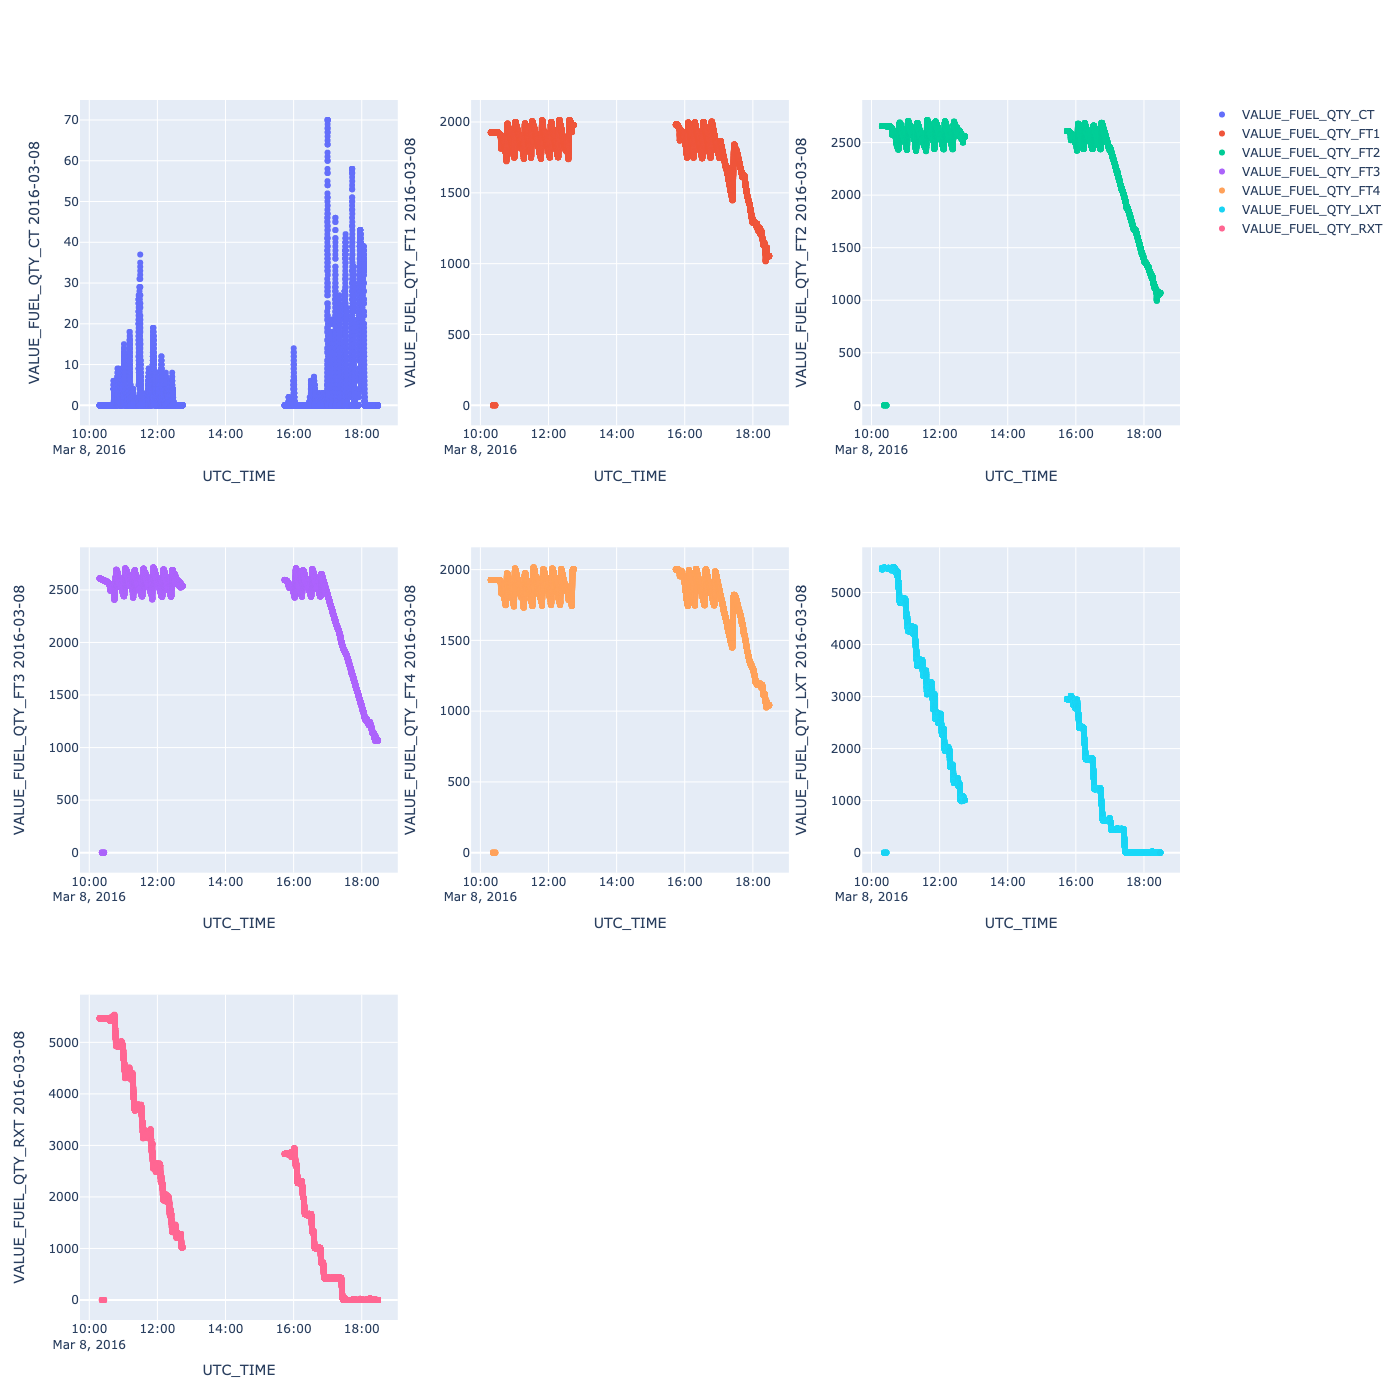 VALUE_FUEL_QTY_CT 2016-03-08
70
60
50
40
30
20
10
0
10:00
12:00
14:00
16:00
18:00
Mar 8, 2016
UTC_TIME
VALUE_FUEL_QTY_FT1 2016-03-08
2000
1500
1000
500
0
10:00
12:00
14:00
16:00
18:00
Mar 8, 2016
UTC_TIME
VALUE_FUEL_QTY_FT2 2016-03-08
2500
2000
1500
1000
500
0
10:00
12:00
14:00
16:00
18:00
Mar 8, 2016
UTC_TIME
VALUE_FUEL_QTY_CT
VALUE_FUEL_QTY_FT1
VALUE_FUEL_QTY_FT2
VALUE_FUEL_QTY_FT3
VALUE_FUEL_QTY_FT4
VALUE_FUEL_QTY_LXT
VALUE_FUEL_QTY_RXT
VALUE_FUEL_QTY_FT3 2016-03-08
2500
2000
1500
1000
500
0
10:00
12:00
14:00
16:00
18:00
Mar 8, 2016
UTC_TIME
VALUE_FUEL_QTY_FT4 2016-03-08
2000
1500
1000
500
0
10:00
12:00
14:00
16:00
18:00
Mar 8, 2016
UTC_TIME
VALUE_FUEL_QTY_LXT 2016-03-08
5000
4000
3000
2000
1000
0
10:00
12:00
14:00
16:00
18:00
Mar 8, 2016
UTC_TIME
VALUE_FUEL_QTY_RXT 2016-03-08
5000
4000
3000
2000
1000
0
10:00
12:00
14:00
16:00
18:00
Mar 8, 2016
UTC_TIME